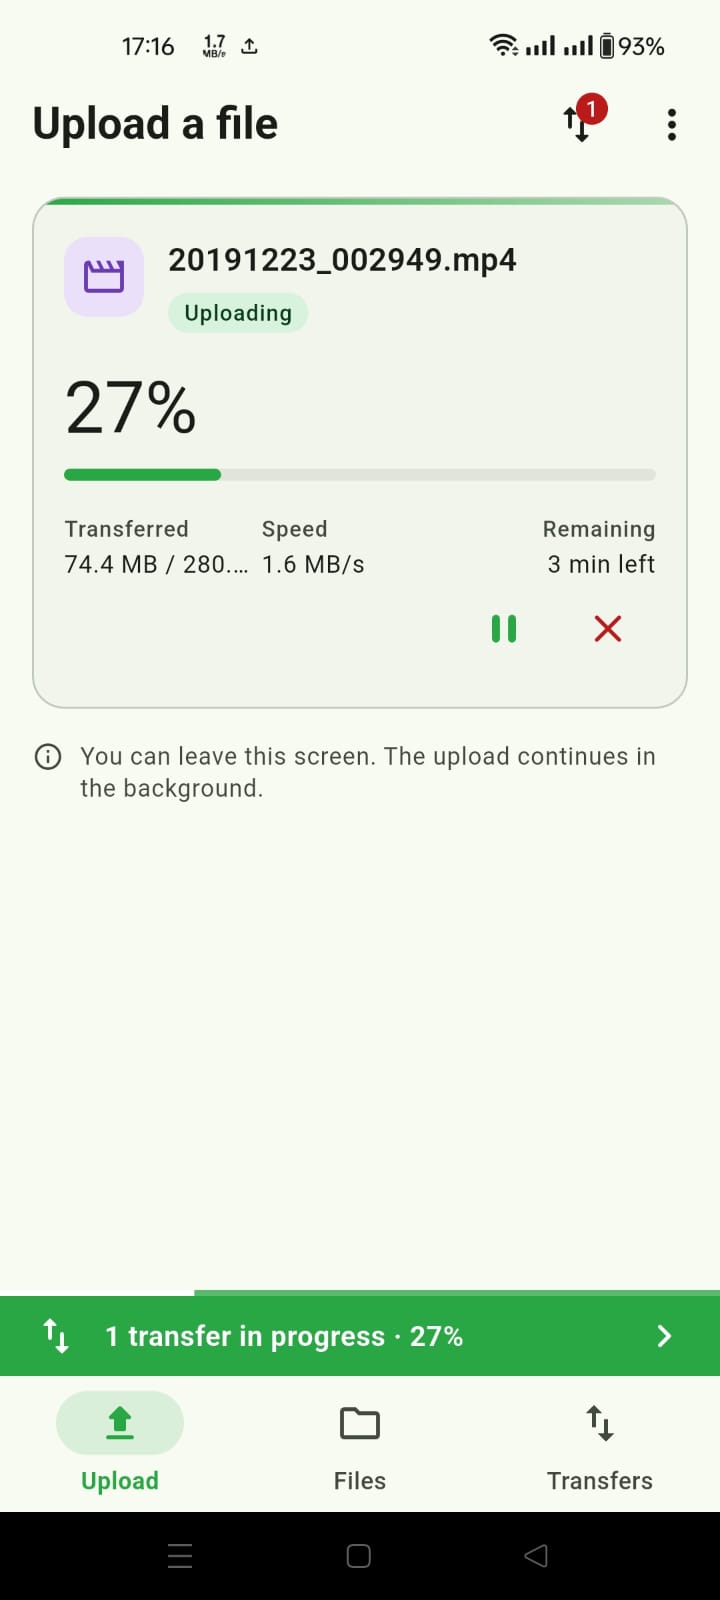 17:16 1.7 MB/s 93%
Upload a file 1
20191223_002949.mp4
Uploading
27%
Transferred Speed Remaining
74.4 MB / 280.... 1.6 MB/s 3 min left
You can leave this screen. The upload continues in
the background.
1 transfer in progress · 27%
Upload Files Transfers